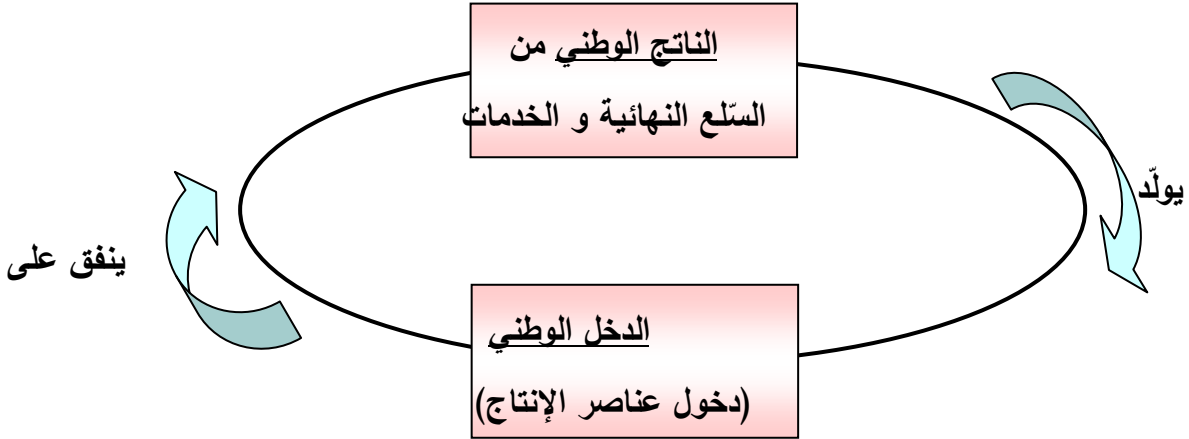 الناتج الوطني من
السّلع النهائية و الخدمات
يولّد
ينفق على
الدخل الوطني
(دخول عناصر الإنتاج)